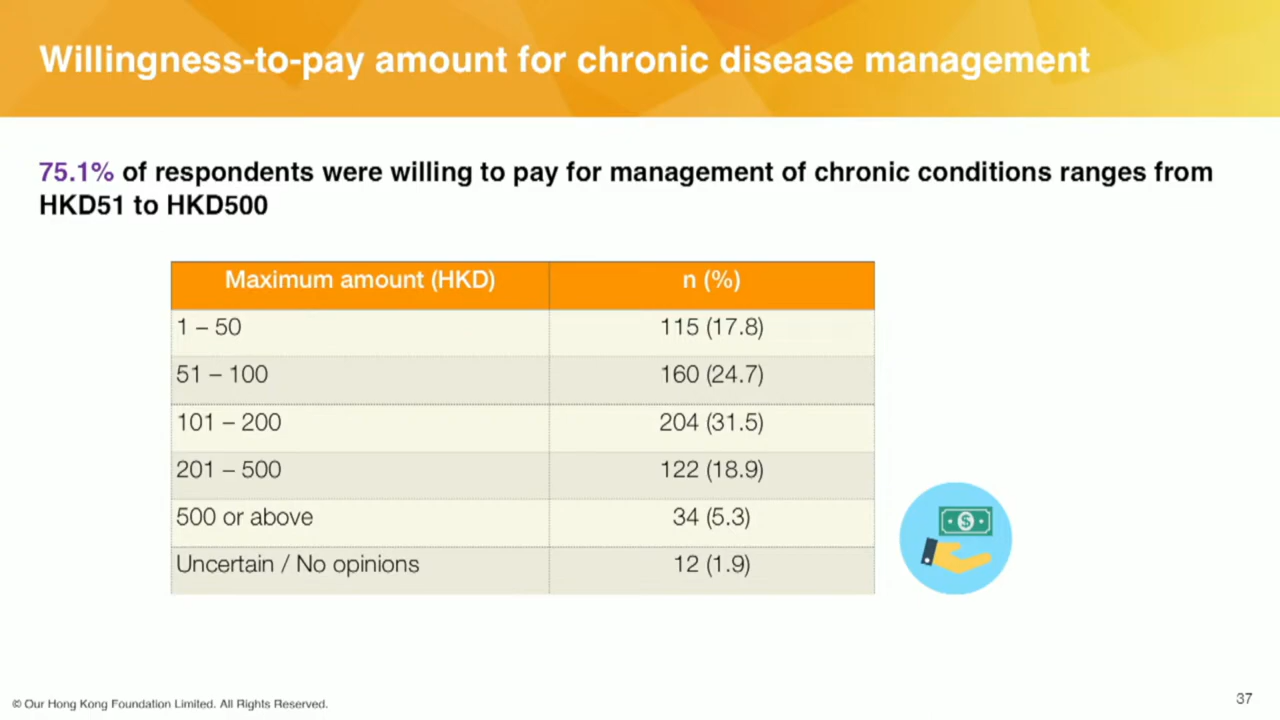 Willingness-to-pay amount for chronic disease management
75.1% of respondents were willing to pay for management of chronic conditions ranges from
HKD51 to HKD500
Maximum amount (HKD) n (%)
1 – 50 115 (17.8)
51 – 100 160 (24.7)
101 – 200 204 (31.5)
201 – 500 122 (18.9)
500 or above 34 (5.3)
Uncertain / No opinions 12 (1.9)
$
© Our Hong Kong Foundation Limited. All Rights Reserved.
37